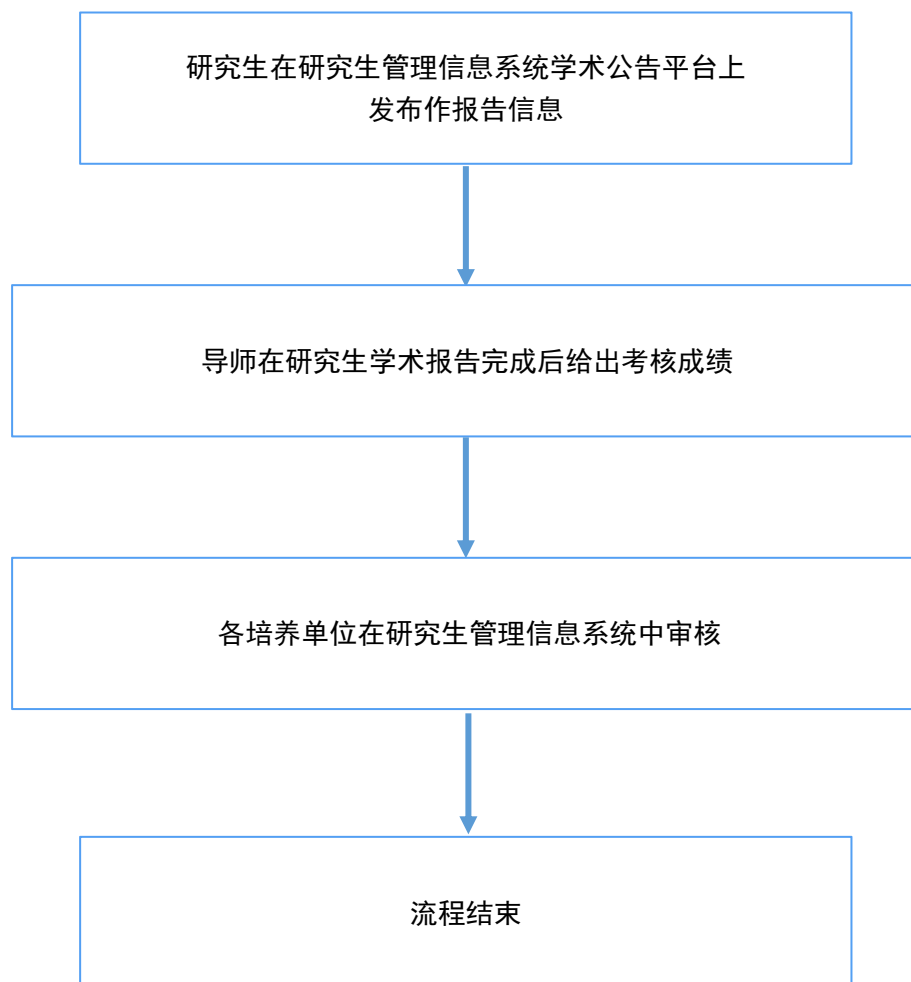 研究生在研究生管理信息系统学术公告平台上
发布作报告信息
导师在研究生学术报告完成后给出考核成绩
各培养单位在研究生管理信息系统中审核
流程结束